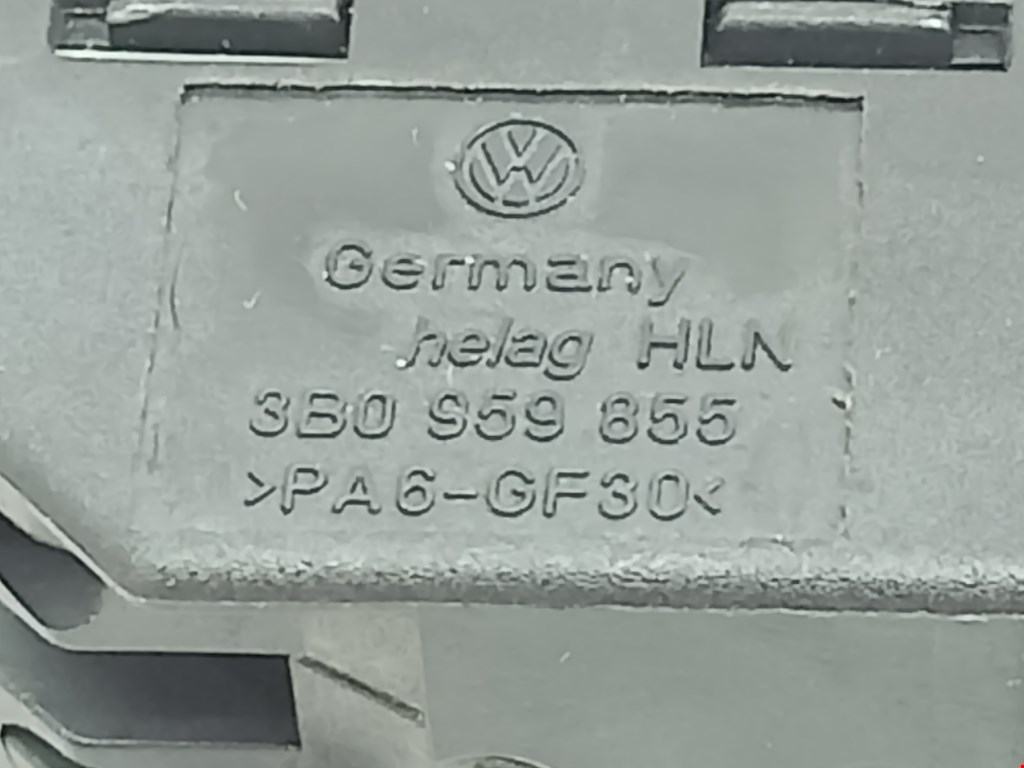 Germany
helag HLN
3B0 959 855
>PA6-GF30<